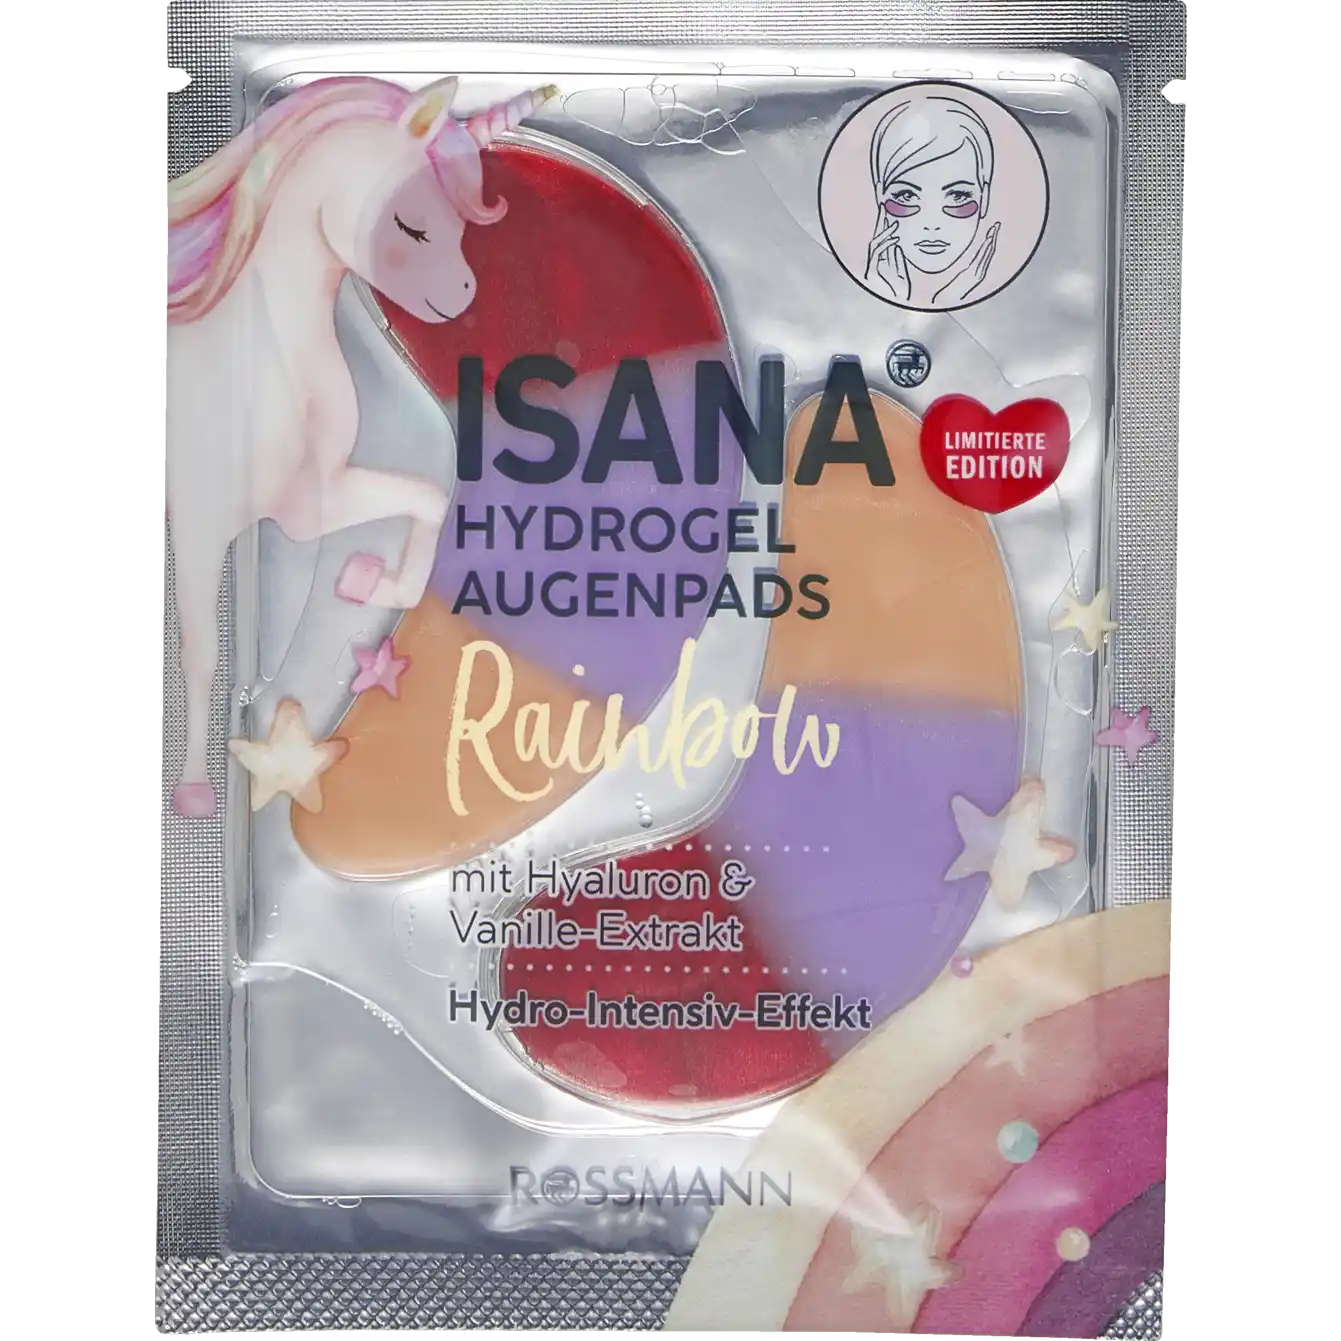 ISANA
LIMITIERTE
EDITION
HYDROGEL
AUGENPADS
Rainbow
mit Hyaluron &
Vanille-Extrakt
Hydro-Intensiv-Effekt
ROSSMANN